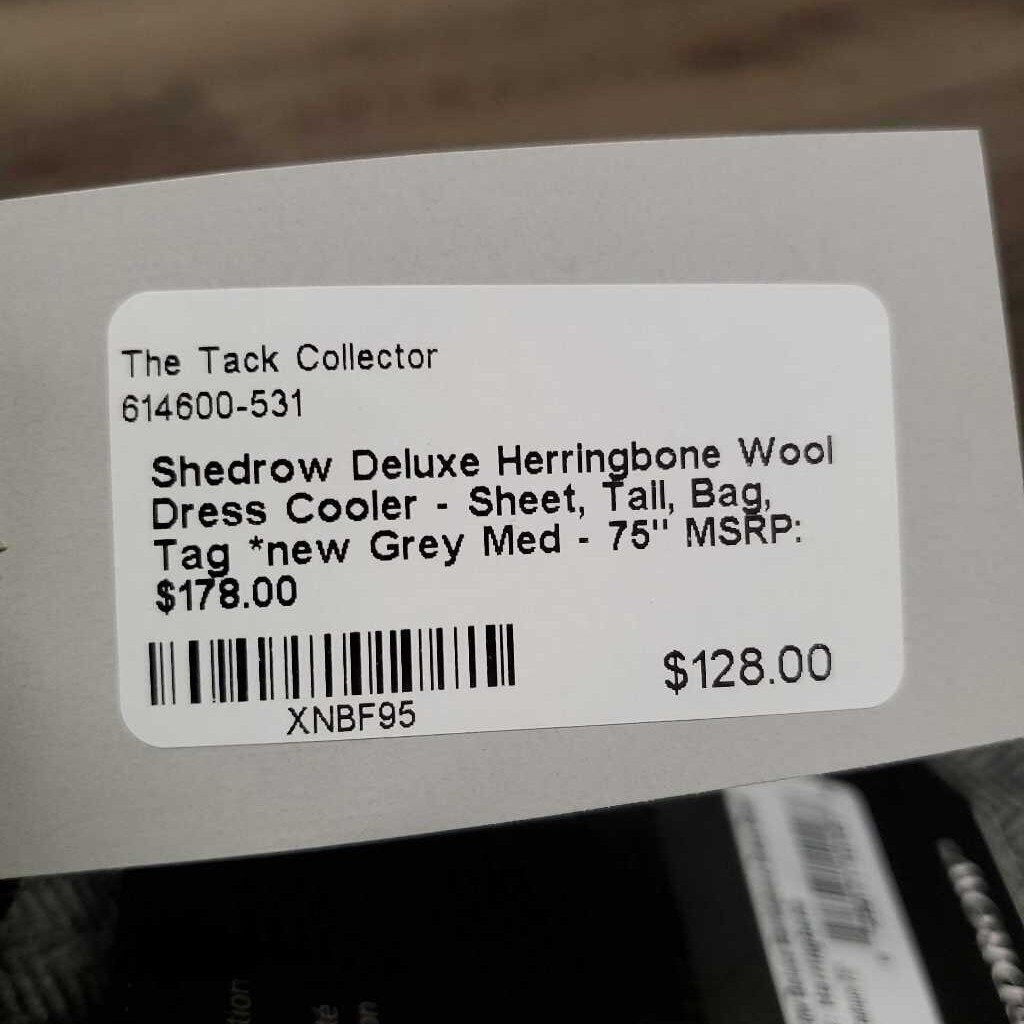 The Tack Collector
614600-531
Shedrow Deluxe Herringbone Wool
Dress Cooler - Sheet, Tail, Bag,
Tag *new Grey Med - 75" MSRP:
$178.00
XNBF95
$128.00